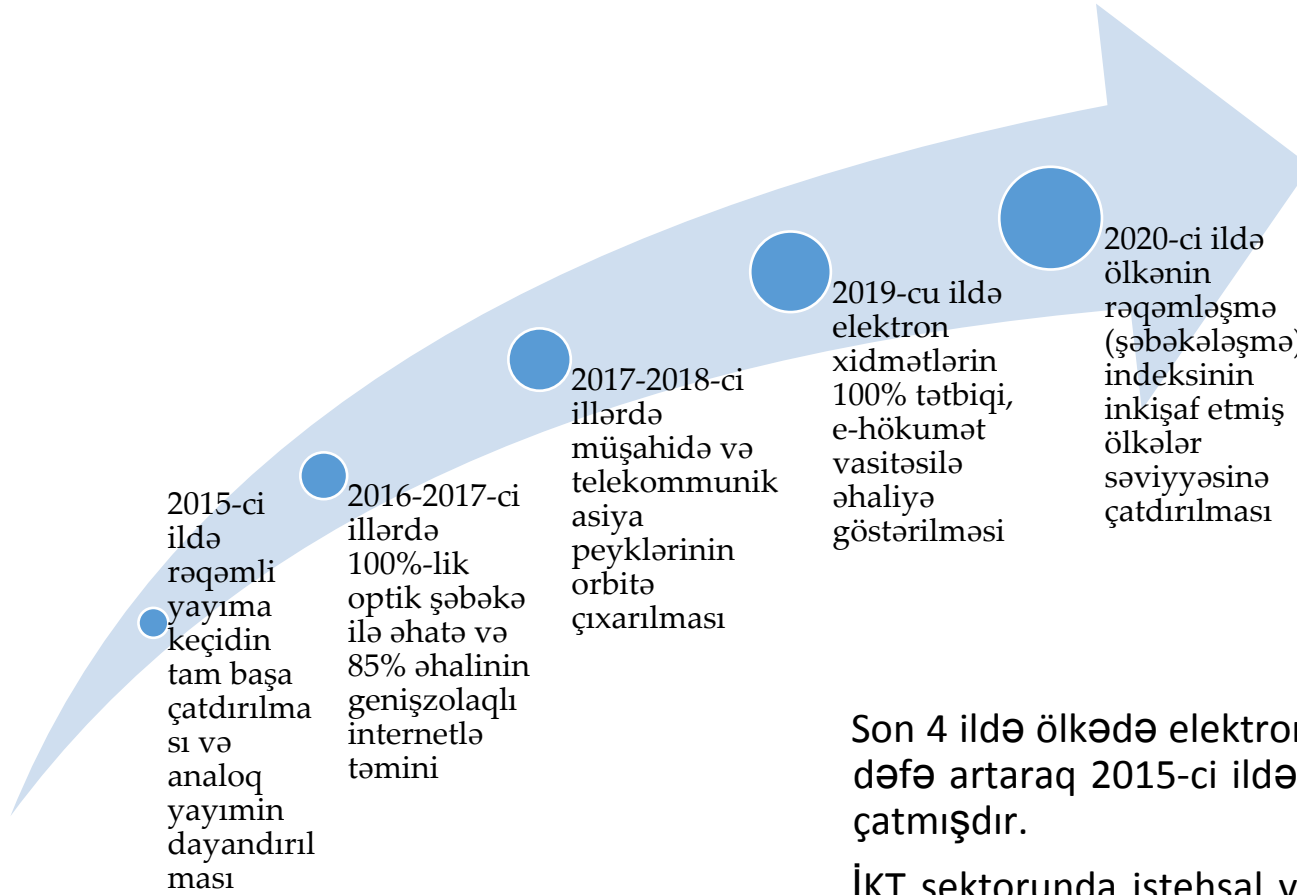 2015-ci
ildə
rəqəmli
yayıma
keçidin
tam başa
çatdırılma
sı və
analoq
yayımin
dayandırıl
ması
2016-2017-ci
illərdə
100%-lik
optik şəbəkə
ilə əhatə və
85% əhalinin
genişzolaqlı
internetlə
təmini
2017-2018-ci
illərdə
müşahidə və
telekommunik
asiya
peyklərinin
orbitə
çıxarılması
2019-cu ildə
elektron
xidmətlərin
100% tətbiqi,
e-hökumət
vasitəsilə
əhaliyə
göstərilməsi
2020-ci ildə
ölkənin
rəqəmləşmə
(şəbəkələşmə)
indeksinin
inkişaf etmiş
ölkələr
səviyyəsinə
çatdırılması
Son 4 ildə ölkədə elektron
dəfə artaraq 2015-ci ildə
çatmışdır.
İKT sektorunda istehsal